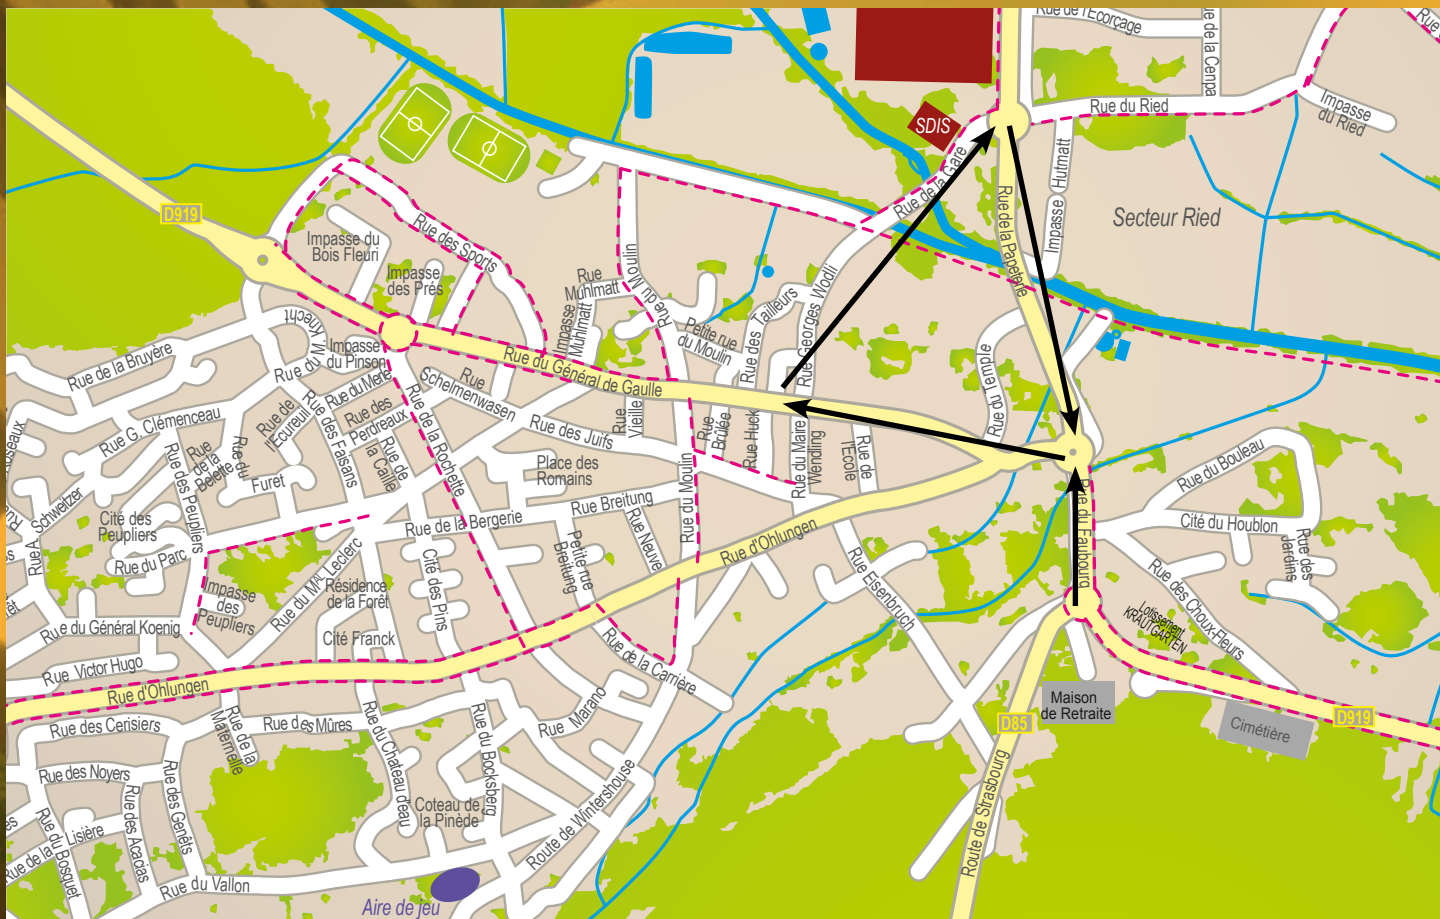 Rue de l'Ecorçage
Rue de la Cenpa
Rue
Rue du Ried
Impasse
du Ried
SDIS
Rue de la Gare
Impasse Hutmatt
Secteur Ried
Rue de la Papeterie
D919
Impasse du
Bois Fleuri
Rue des Sports
Impasse
des Prés
Rue
Muhlmatt
Impasse
Muhlmatt
Rue du Moulin
Petite rue
du Moulin
Rue des Tailleurs
Rue Georges Wodli
Rue du M. Knecht
Impasse
du Pinson
Rue de la Bruyère
Rue du Merle
Rue du Général de Gaulle
Rue
Schelmenwasen
Rue des Juifs
Rue
Vieille
Rue
Brûlée
Rue Huck
Rue du Maire
Wendling
Rue de
l'Ecole
Rue du Temple
Rue G. Clémenceau
Rue de
l'Ecureuil
Rue des Faisans
Rue des
Perdreaux
Rue de
la Caille
Rue de la Rochette
Rue des Peupliers
Rue
de la
Belette
Rue du
Furet
Place des
Romains
Rue du Bouleau
Cité du Houblon
Rue des
Jardins
Rue A. Schweitzer
Cité des
Peupliers
Rue du Parc
Rue de la Bergerie
Rue Breitung
Petite rue
Breitung
Rue Neuve
Rue du Moulin
Rue d'Ohlungen
Rue du Faubourg
Rue Eisenbruch
Rue des Choux-Fleurs
Lotissement
KRAUTGARTEN
Impasse
des
Peupliers
Rue du Mal Leclerc
Résidence
de la Forêt
Cité des Pins
Cité Franck
Rue du Général Koenig
Rue Victor Hugo
Rue d'Ohlungen
Rue de la Carrière
Maison
de Retraite
D85
Cimétière
D919
Rue des Cerisiers
Rue de la
Maternelle
Rue des Mûres
Rue du Chateau d'eau
Rue du Bocksberg
Rue Marano
Rue des Noyers
Rue des Acacias
Rue des Genêts
Coteau de
la Pinède
Route de Wintershouse
Route de Strasbourg
Rue de la Lisière
Rue du Bosquet
Rue du Vallon
Aire de jeu